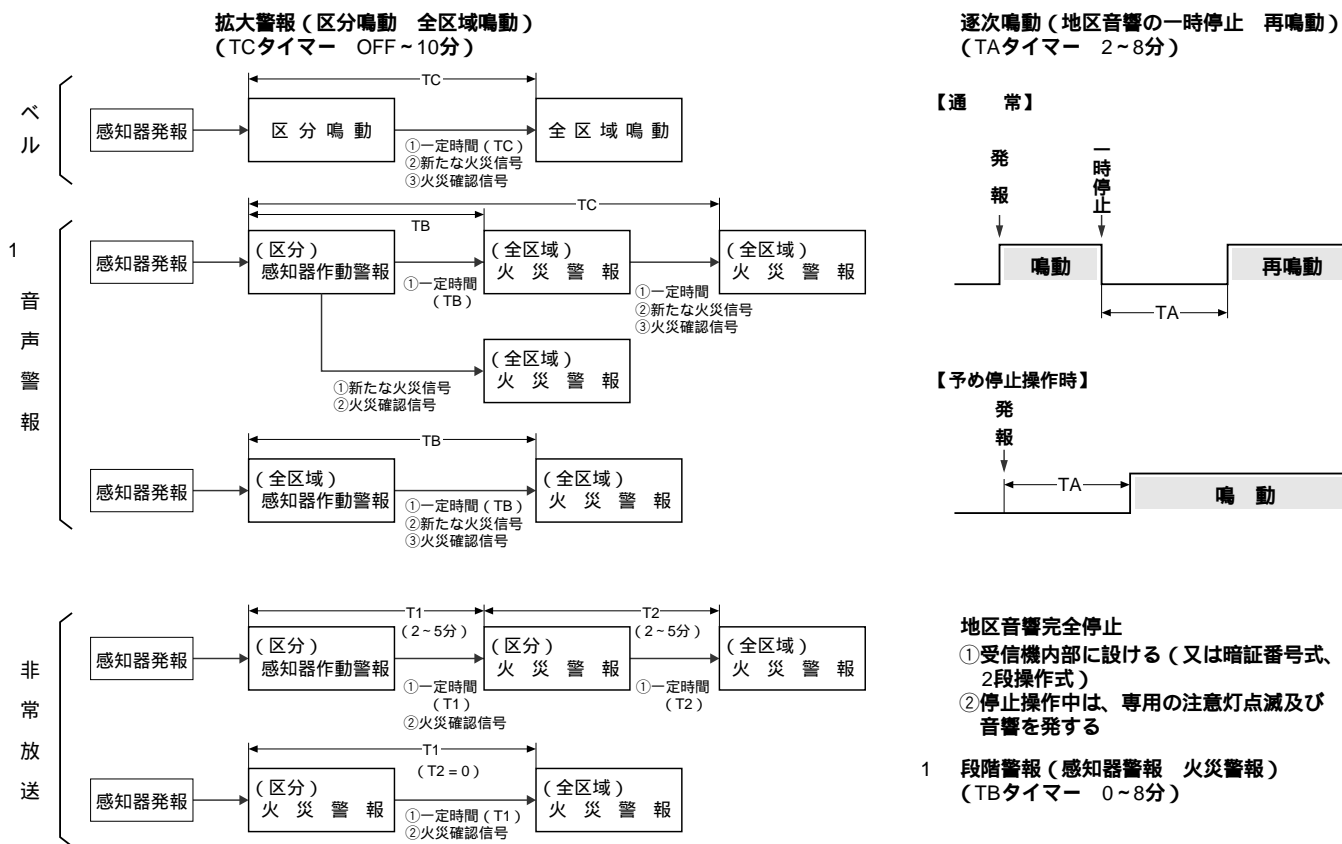 拡大警報（区分鳴動　全区域鳴動）
（TCタイマー　OFF~10分）
ベル
TC
感知器発報
区分鳴動
①一定時間（TC）
②新たな火災信号
③火災確認信号
全区域鳴動
1
音声警報
TC
TB
感知器発報
（区分）
感知器作動警報
①一定時間
（TB）
（全区域）
火災警報
①一定時間
②新たな火災信号
③火災確認信号
（全区域）
火災警報
①新たな火災信号
②火災確認信号
（全区域）
火災警報
TB
感知器発報
（全区域）
感知器作動警報
①一定時間（TB）
②新たな火災信号
③火災確認信号
（全区域）
火災警報
非常放送
T1
（2~5分）
T2
（2~5分）
感知器発報
（区分）
感知器作動警報
①一定時間
（T1）
②火災確認信号
（区分）
火災警報
①一定時間
（T2）
（全区域）
火災警報
T1
（T2＝0）
感知器発報
（区分）
火災警報
①一定時間（T1）
②火災確認信号
（全区域）
火災警報
逐次鳴動（地区音響の一時停止　再鳴動）
（TAタイマー　2~8分）
【通　常】
発報
一時停止
鳴動
再鳴動
TA
【予め停止操作時】
発報
TA
鳴動
地区音響完全停止
①受信機内部に設ける（又は暗証番号式、
2段操作式）
②停止操作中は、専用の注意灯点滅及び
音響を発する
1　段階警報（感知器警報　火災警報）
（TBタイマー　0~8分）